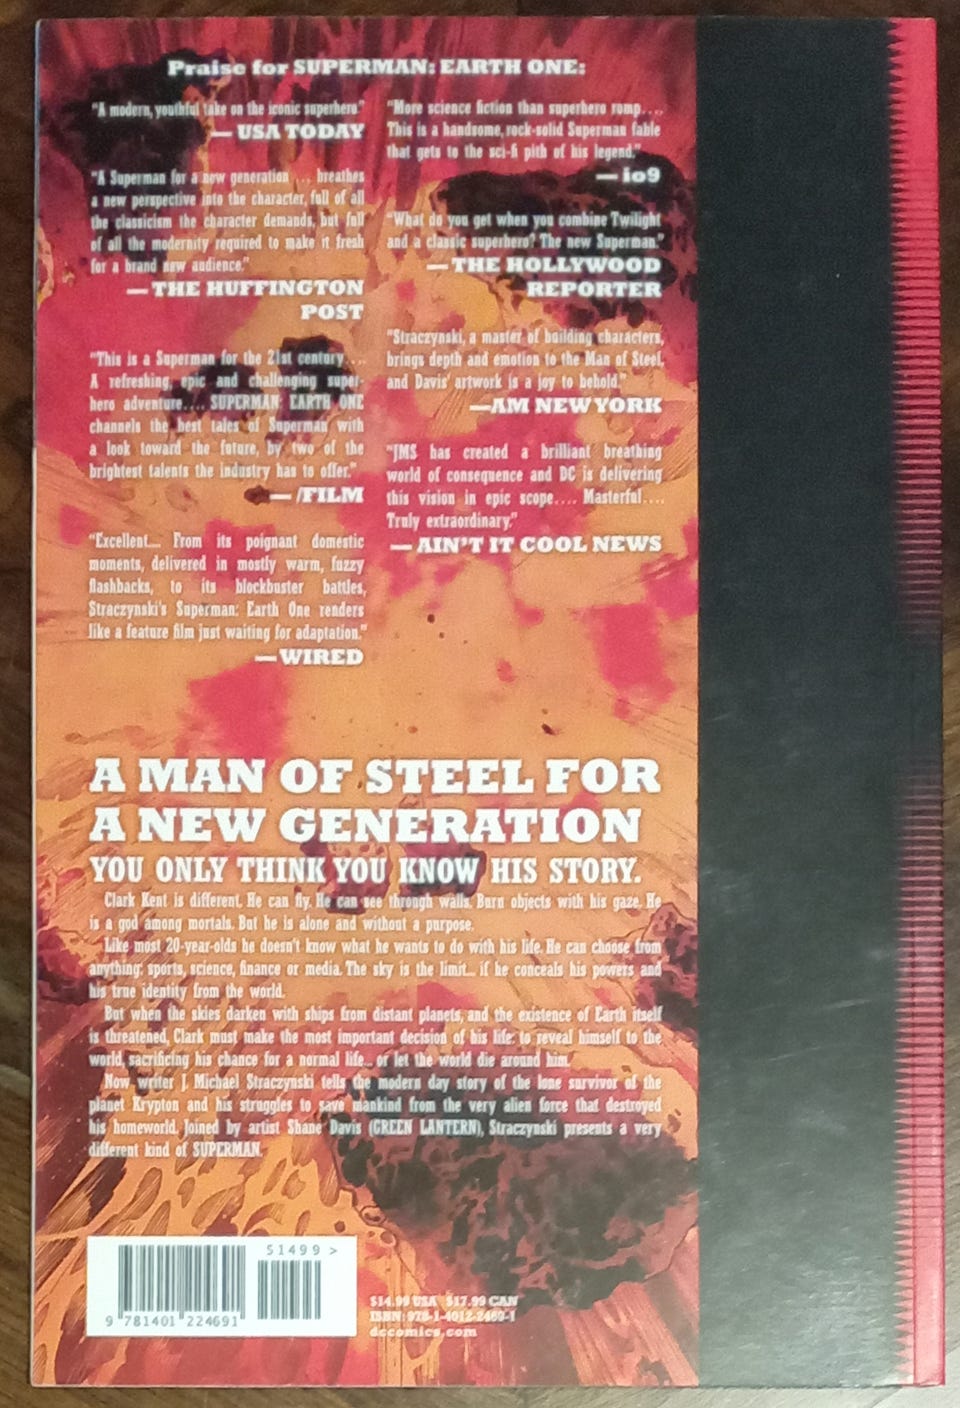 Praise for SUPERMAN: EARTH ONE:
"A modern, youthful take on the iconic superhero."
— USA TODAY
"A Superman for a new generation .... breathes
a new perspective into the character, full of all
the classicism the character demands, but full
of all the modernity required to make it fresh
for a brand new audience."
— THE HUFFINGTON
POST
"This is a Superman for the 21st century....
A refreshing, epic and challenging super-
hero adventure.... SUPERMAN: EARTH ONE
channels the best tales of Superman with
a look toward the future, by two of the
brightest talents the industry has to offer."
— /FILM
"Excellent... From its poignant domestic
moments, delivered in mostly warm, fuzzy
flashbacks, to its blockbuster battles,
Straczynski's Superman: Earth One renders
like a feature film just waiting for adaptation."
— WIRED
"More science fiction than superhero romp....
This is a handsome, rock-solid Superman fable
that gets to the sci-fi pith of his legend."
— io9
"What do you get when you combine Twilight
and a classic superhero? The new Superman."
— THE HOLLYWOOD
REPORTER
"Straczynski, a master of building characters,
brings depth and emotion to the Man of Steel,
and Davis' artwork is a joy to behold."
—AM NEW YORK
"JMS has created a brilliant breathing
world of consequence and DC is delivering
this vision in epic scope.... Masterful....
Truly extraordinary."
— AIN'T IT COOL NEWS
A MAN OF STEEL FOR
A NEW GENERATION
YOU ONLY THINK YOU KNOW HIS STORY.
Clark Kent is different. He can fly. He can see through walls. Burn objects with his gaze. He
is a god among mortals. But he is alone and without a purpose.
Like most 20-year-olds he doesn't know what he wants to do with his life. He can choose from
anything: sports, science, finance or media. The sky is the limit... if he conceals his powers and
his true identity from the world.
But when the skies darken with ships from distant planets, and the existence of Earth itself
is threatened, Clark must make the most important decision of his life: to reveal himself to the
world, sacrificing his chance for a normal life... or let the world die around him.
Now writer J. Michael Straczynski tells the modern day story of the lone survivor of the
planet Krypton and his struggles to save mankind from the very alien force that destroyed
his homeworld. Joined by artist Shane Davis (GREEN LANTERN), Straczynski presents a very
different kind of SUPERMAN.
51499 >
9 781401 224691
$14.99 USA $17.99 CAN
ISBN: 978-1-4012-2469-1
dccomics.com